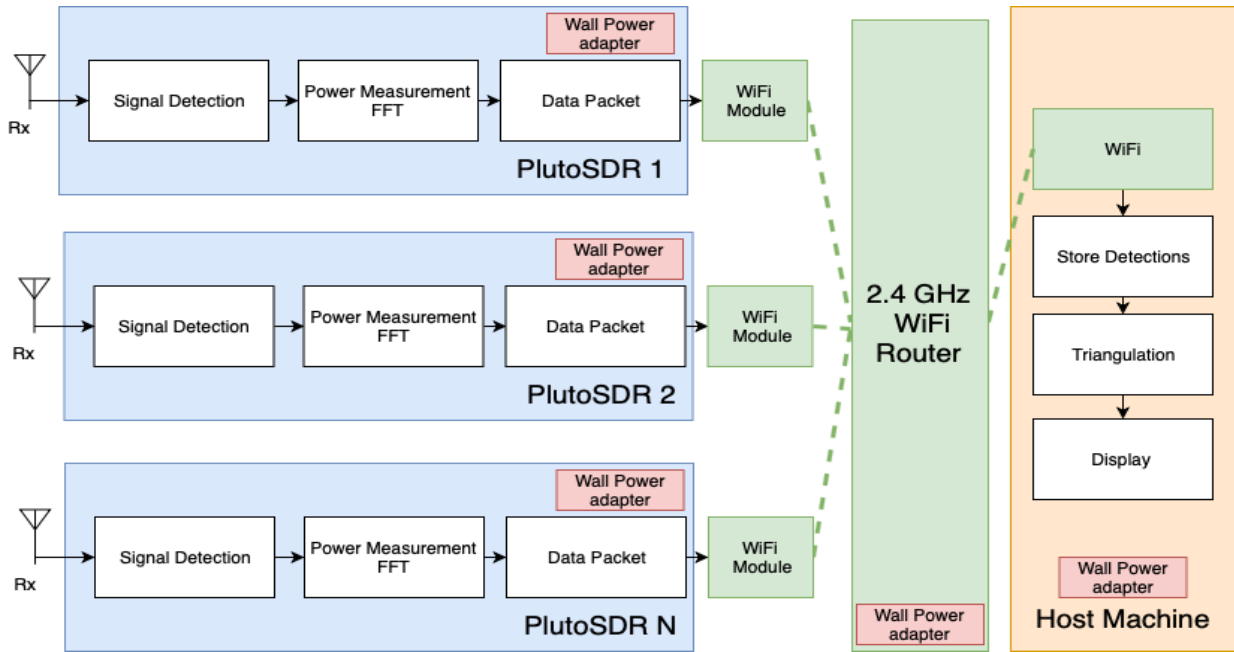 Wall Power
adapter
Rx
Signal Detection
Power Measurement
FFT
Data Packet
WiFi
Module
PlutoSDR 1
Wall Power
adapter
Rx
Signal Detection
Power Measurement
FFT
Data Packet
WiFi
Module
PlutoSDR 2
Wall Power
adapter
Rx
Signal Detection
Power Measurement
FFT
Data Packet
WiFi
Module
PlutoSDR N
2.4 GHz
WiFi
Router
Wall Power
adapter
WiFi
Store Detections
Triangulation
Display
Wall Power
adapter
Host Machine